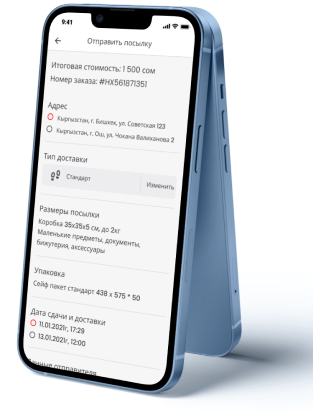 9:41
Отправить посылку
Итоговая стоимость: 1 500 сом
Номер заказа: #HX561871351
Адрес
Кыргызстан, г. Бишкек, ул. Советская 123
Кыргызстан, г. Ош, ул. Чокана Валиханова 2
Тип доставки
Стандарт Изменить
Размеры посылки
Коробка 35x35x5 см, до 2кг
Маленькие предметы, документы,
бижутерия, аксессуары
Упаковка
Сейф пакет стандарт 438 x 575 * 50
Дата сдачи и доставки
11.01.2021г, 17:29
13.01.2021г, 12:00
Данные отправителя